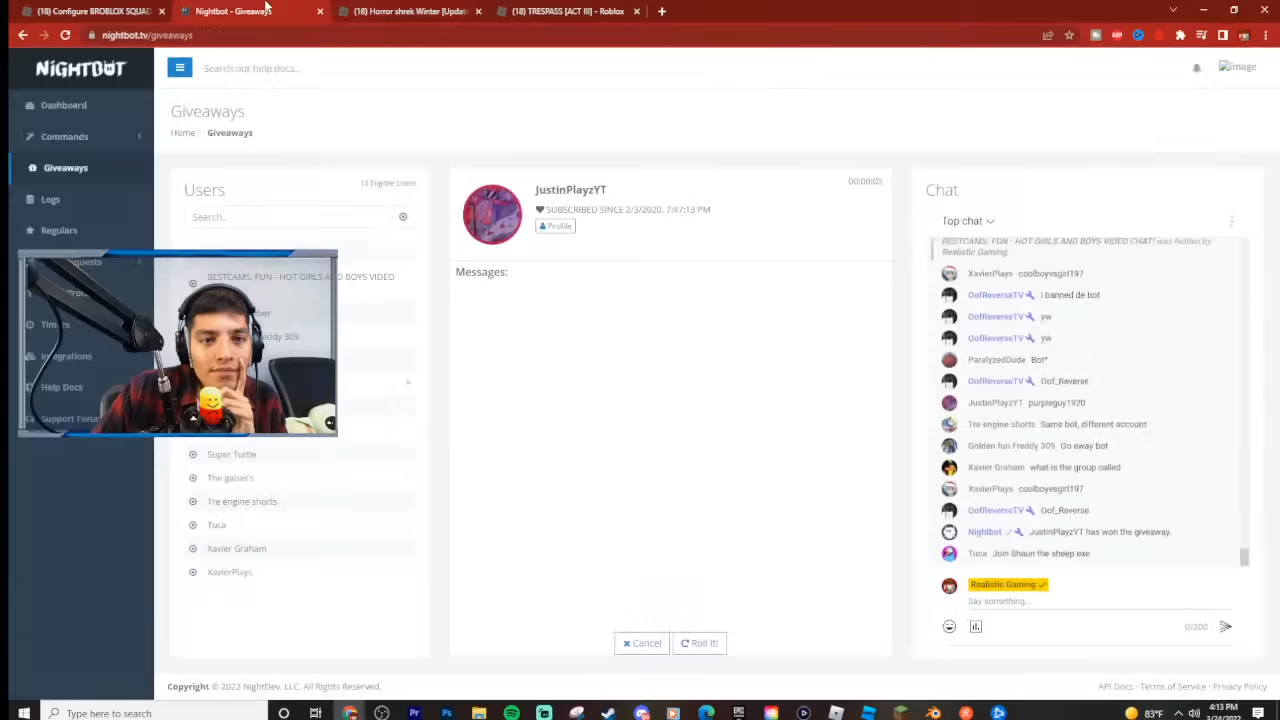 (18) Configure BROBLOX SQUAD
Nightbot - Giveaways
(18) Horror shrek Winter [Updat
(18) TRESPASS [ACT III] - Roblox
nightbot.tv/giveaways
NiGHTBOT
Search our help docs..
image
Dashboard
Commands
Giveaways
Logs
Regulars
Integrations
Help Docs
Support Forum
Giveaways
Home / Giveaways
Users
13 Eligible Users
Search..
BESTCAMS. FUN - HOT GIRLS AND BOYS VIDEO
Super Turtle
The galser's
Tre engine shorts
Tuca
Xavier Graham
XavierPlays
JustinPlayzYT
SUBSCRIBED SINCE 2/3/2020, 7:47:13 PM
Profile
00:00:03
Messages:
Cancel
Roll It!
Chat
Top chat
BESTCAMS. FUN - HOT GIRLS AND BOYS VIDEO CHAT! was hidden by
Realistic Gaming.
XavierPlays coolboyvsgirl197
OofReverseTV i banned de bot
OofReverseTV yw
OofReverseTV yw
ParalyzedDude Bot*
OofReverseTV Oof_Reverse
JustinPlayzYT purpleguy1920
Tre engine shorts Same bot, different account
Golden fun Freddy 309 Go away bot
Xavier Graham what is the group called
XavierPlays coolboyvsgirl197
OofReverseTV Oof_Reverse
Nightbot JustinPlayzYT has won the giveaway.
Tuca Join Shaun the sheep exe
Realistic Gaming
Say something...
0/200
Copyright © 2022 NightDev, LLC. All Rights Reserved.
API Docs - Terms of Service - Privacy Policy
Type here to search
83°F
4:13 PM
3/24/2022